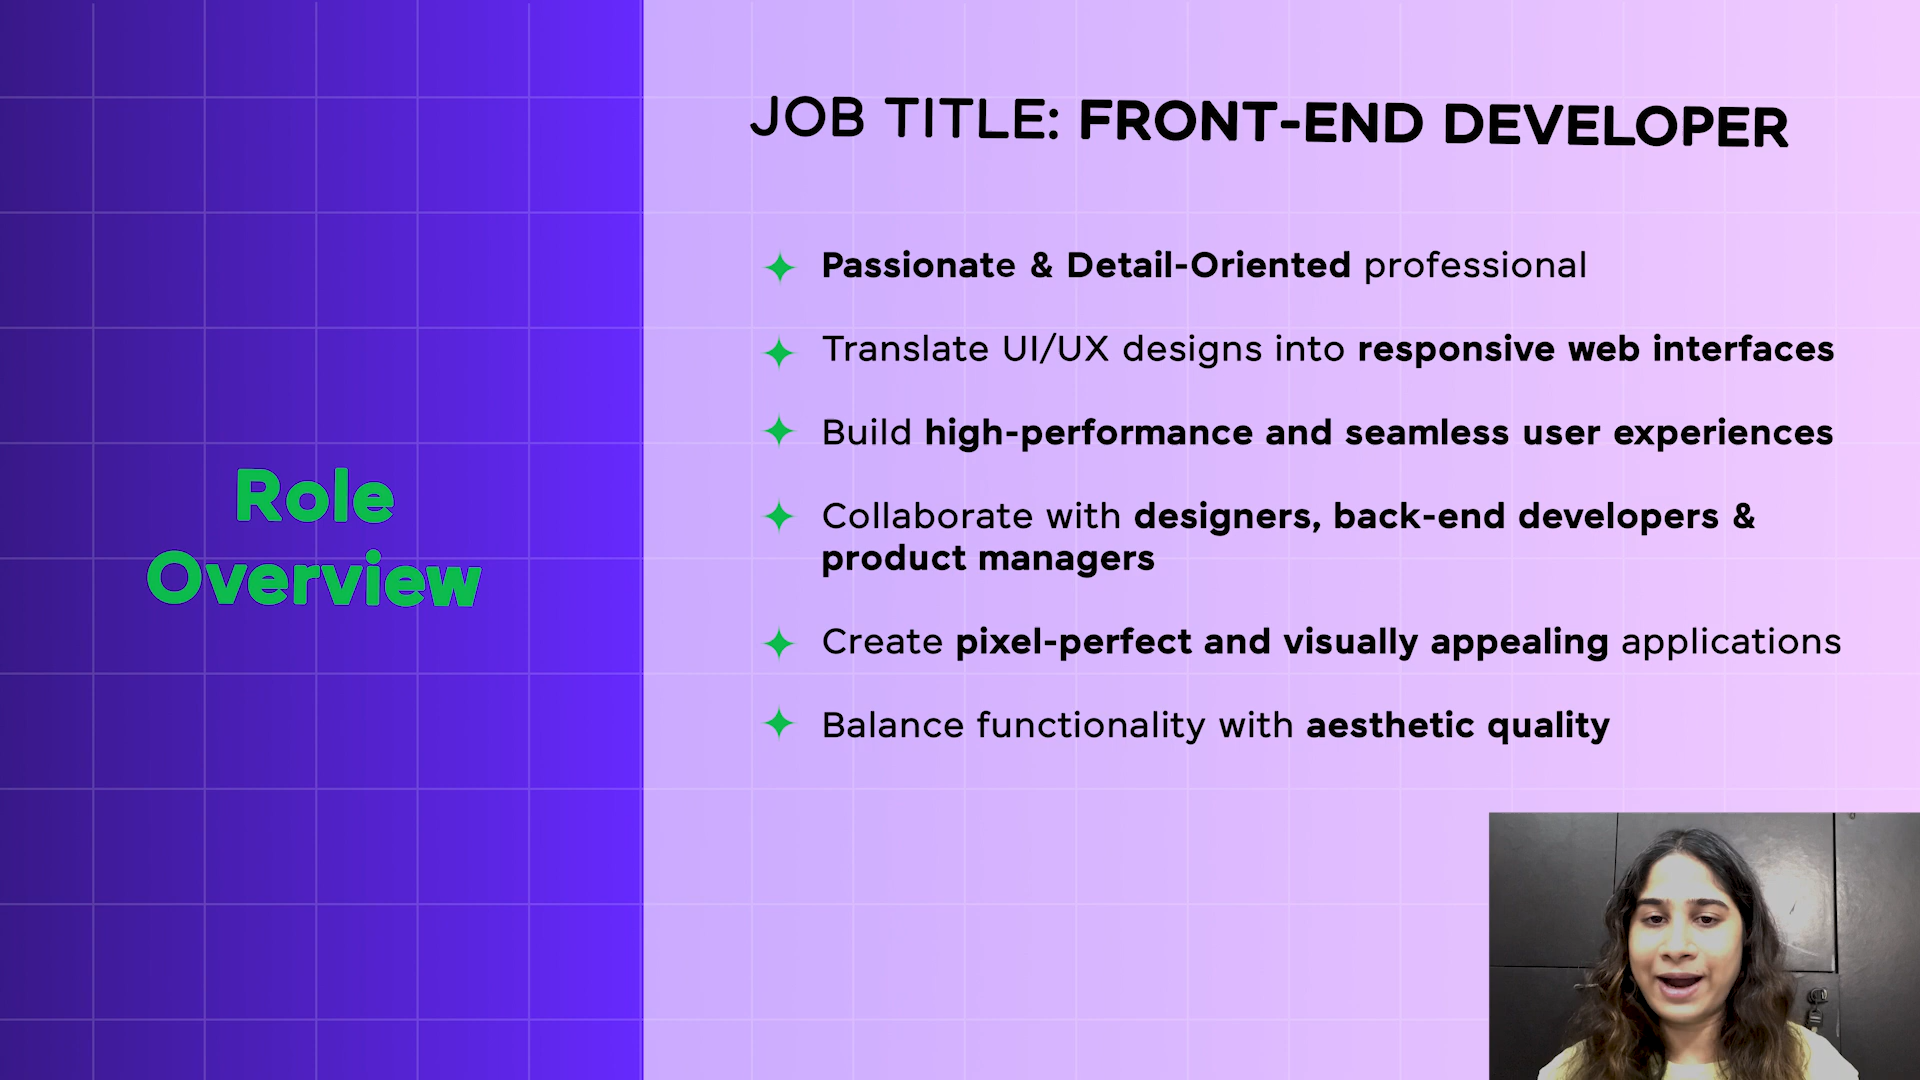 Role
Overview
JOB TITLE: FRONT-END DEVELOPER
Passionate & Detail-Oriented professional
Translate UI/UX designs into responsive web interfaces
Build high-performance and seamless user experiences
Collaborate with designers, back-end developers &
product managers
Create pixel-perfect and visually appealing applications
Balance functionality with aesthetic quality